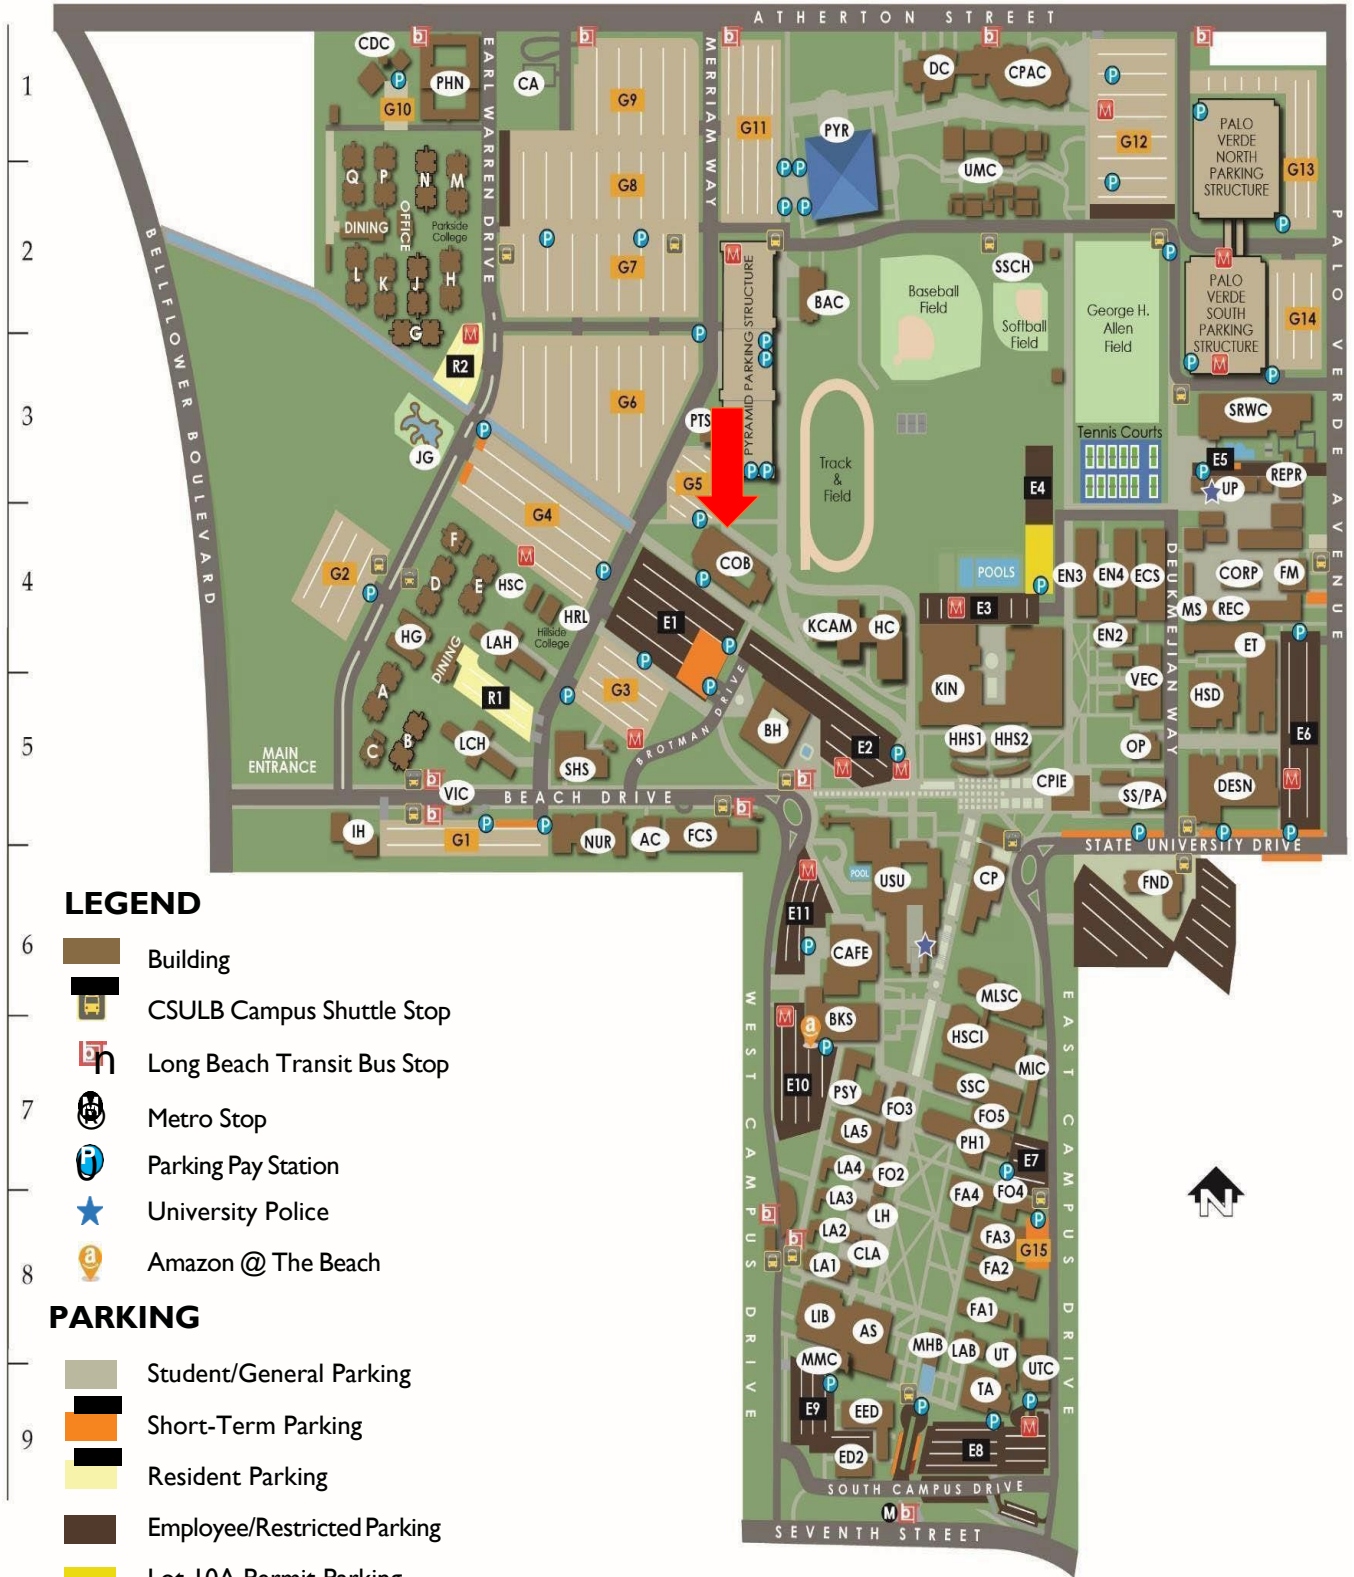 ATHERTON STREET
1
2
3
4
5
6
7
8
9
CDC
PHN
G10
EARL WARREN DRIVE
CA
G9
MERRIAM WAY
G11
PYR
DC
CPAC
UMC
G12
PALO
VERDE
NORTH
PARKING
STRUCTURE
G13
Q
P
N
M
DINING
OFFICE
Parkside
College
L
K
J
H
G
G8
G7
R2
G6
PYRAMID PARKING STRUCTURE
BAC
Baseball
Field
SSCH
Softball
Field
George H.
Allen
Field
PALO
VERDE
SOUTH
PARKING
STRUCTURE
G14
PALO VERDE AVENUE
BELLFLOWER BOULEVARD
JG
PTS
G5
Track
&
Field
Tennis Courts
SRWC
E5
REPR
UP
E4
G4
G2
F
D
E
HSC
HRL
Hillside
College
HG
LAH
DINING
A
B
C
R1
LCH
COB
E1
G3
BROTMAN DRIVE
KCAM
HC
POOLS
E3
EN3
EN4
ECS
EN2
DEUKMEJIAN WAY
CORP
FM
MS
REC
ET
KIN
VEC
HSD
E6
BH
E2
HHS1
HHS2
OP
CPIE
SS/PA
DESN
MAIN
ENTRANCE
SHS
VIC
BEACH DRIVE
IH
G1
NUR
AC
FCS
STATE UNIVERSITY DRIVE
FND
POOL
USU
CP
E11
CAFE
WEST CAMPUS DRIVE
EAST CAMPUS DRIVE
MLSC
BKS
HSCI
MIC
E10
PSY
SSC
FO3
FO5
LA5
PH1
E7
LA4
FO2
FA4
FO4
LA3
LH
LA2
FA3
G15
CLA
LA1
FA2
LIB
AS
FA1
MHB
LAB
UT
UTC
MMC
TA
E9
EED
E8
ED2
SOUTH CAMPUS DRIVE
SEVENTH STREET
N
LEGEND
Building
CSULB Campus Shuttle Stop
Long Beach Transit Bus Stop
Metro Stop
Parking Pay Station
University Police
Amazon @ The Beach
PARKING
Student/General Parking
Short-Term Parking
Resident Parking
Employee/Restricted Parking
Lot 10A Permit Parking